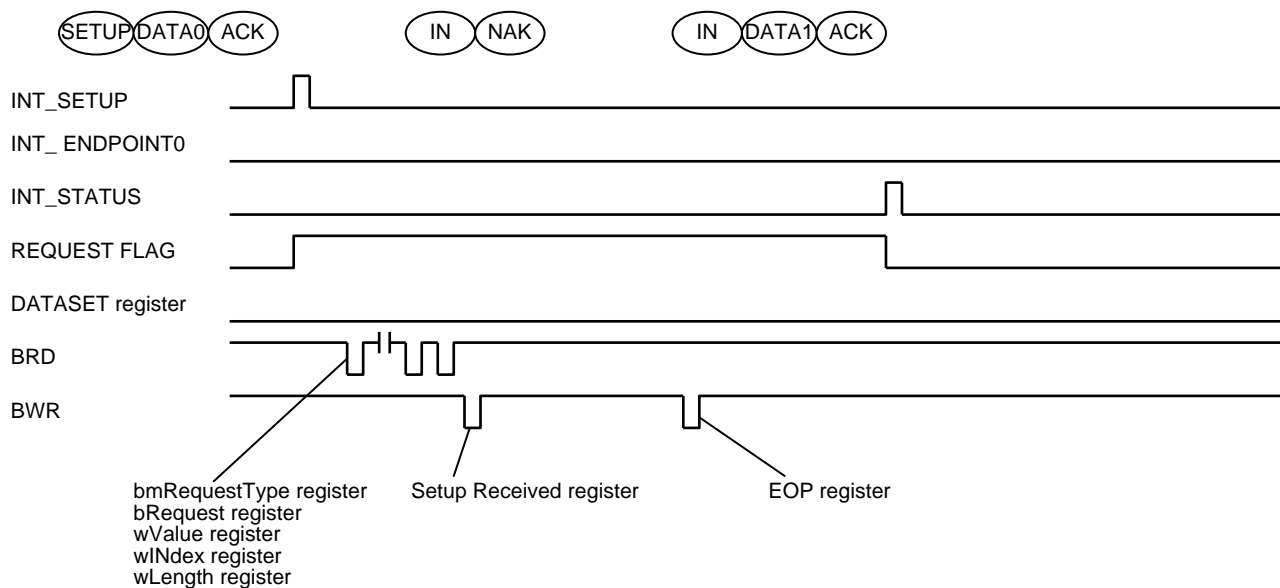 SETUP DATA0 ACK IN NAK IN DATA1 ACK
INT_SETUP
INT_ ENDPOINT0
INT_STATUS
REQUEST FLAG
DATASET register
BRD
BWR
bmRequestType register Setup Received register EOP register
bRequest register
wValue register
wINdex register
wLength register